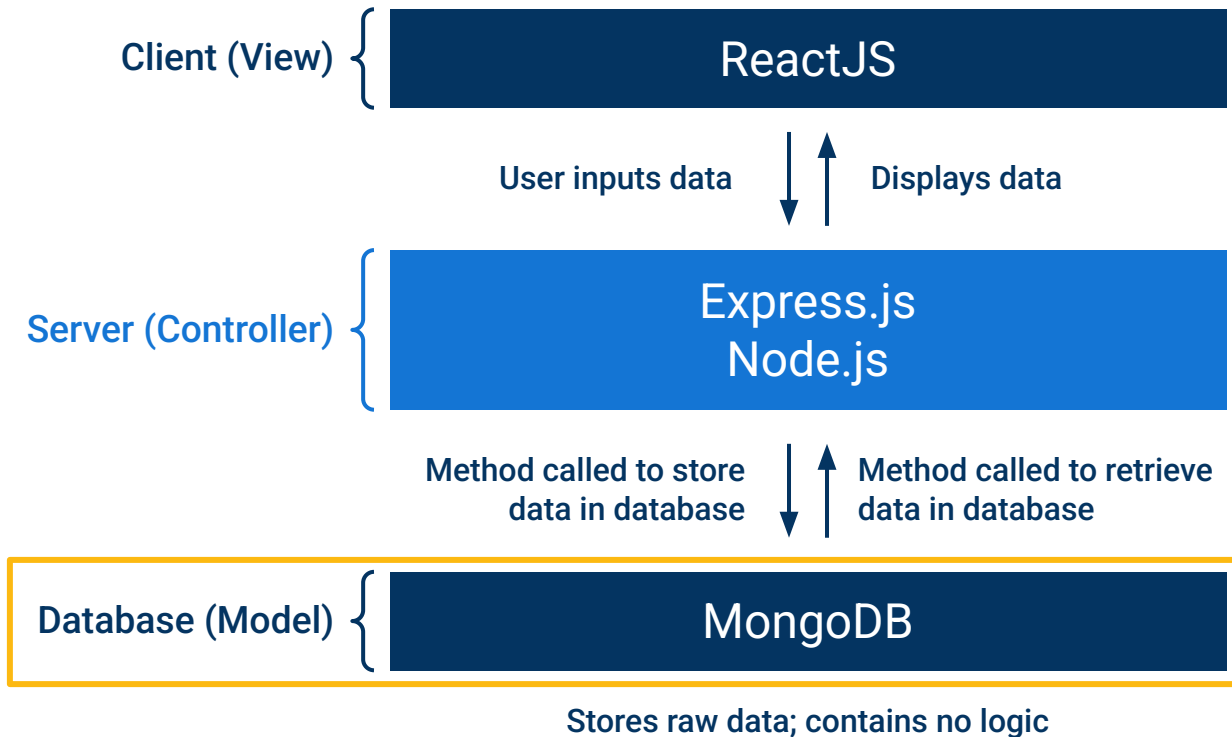 Client (View)
ReactJS
User inputs data
Displays data
Server (Controller)
Express.js
Node.js
Method called to store
data in database
Method called to retrieve
data in database
Database (Model)
MongoDB
Stores raw data; contains no logic